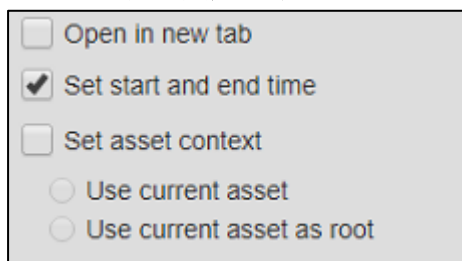 Open in new tab
Set start and end time
Set asset context
Use current asset
Use current asset as root